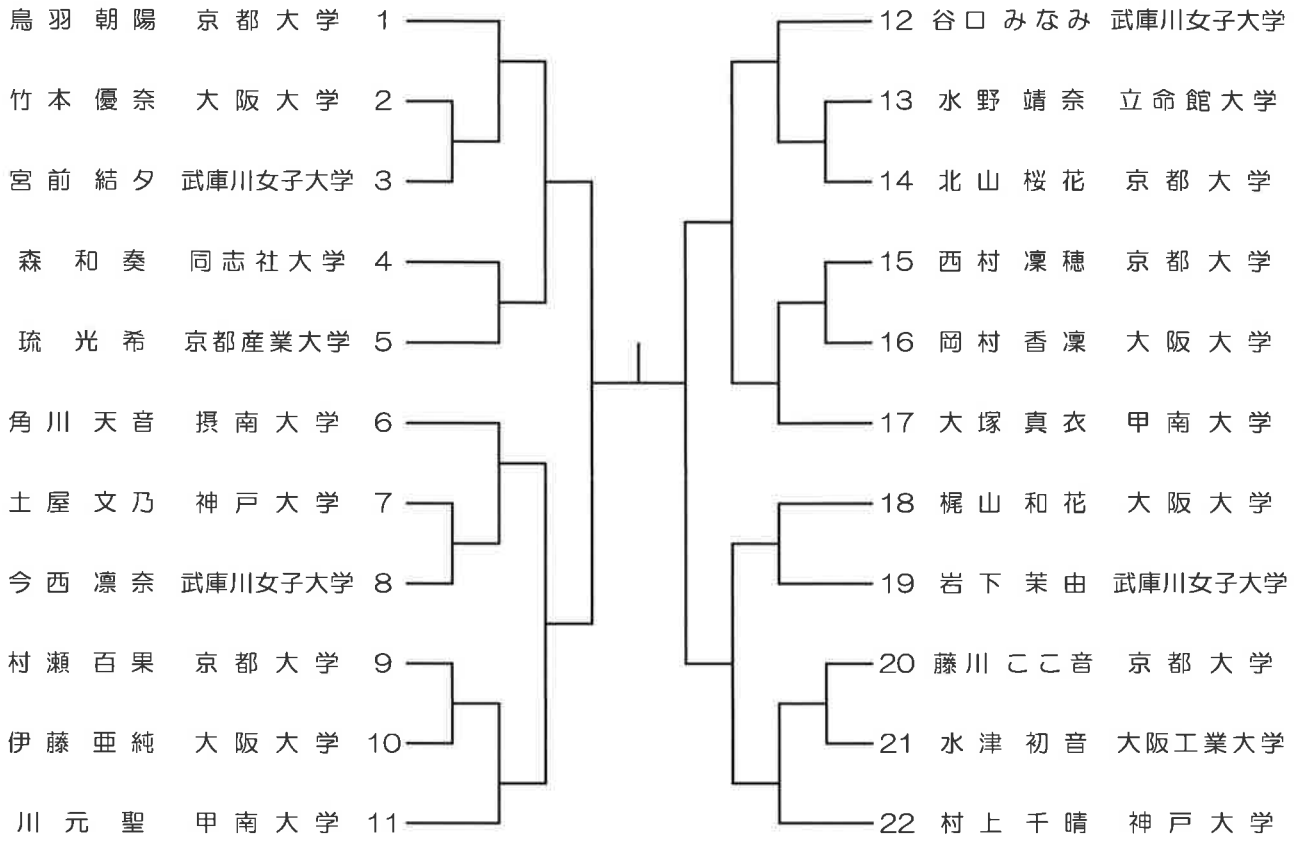 鳥羽 朝陽 京都大学 1
竹本 優奈 大阪大学 2
宮前 結夕 武庫川女子大学 3
森 和奏 同志社大学 4
琉 光希 京都産業大学 5
角川 天音 摂南大学 6
土屋 文乃 神戸大学 7
今西 凛奈 武庫川女子大学 8
村瀬 百果 京都大学 9
伊藤 亜純 大阪大学 10
川元 聖 甲南大学 11
12 谷口 みなみ 武庫川女子大学
13 水野 靖奈 立命館大学
14 北山 桜花 京都大学
15 西村 凜穂 京都大学
16 岡村 香凜 大阪大学
17 大塚 真衣 甲南大学
18 梶山 和花 大阪大学
19 岩下 茉由 武庫川女子大学
20 藤川 ここ音 京都大学
21 水津 初音 大阪工業大学
22 村上 千晴 神戸大学